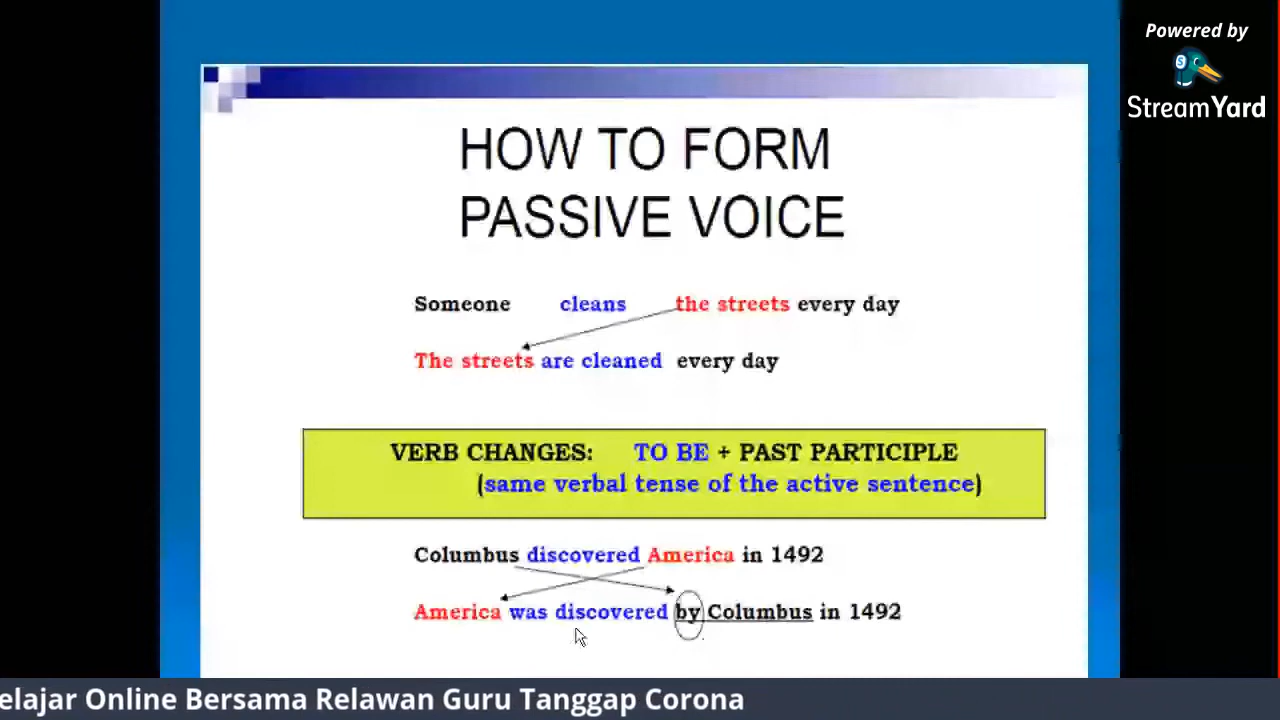 Powered by
StreamYard
HOW TO FORM
PASSIVE VOICE
Someone cleans the streets every day
The streets are cleaned every day
VERB CHANGES: TO BE + PAST PARTICIPLE
(same verbal tense of the active sentence)
Columbus discovered America in 1492
America was discovered by Columbus in 1492
elajar Online Bersama Relawan Guru Tanggap Corona